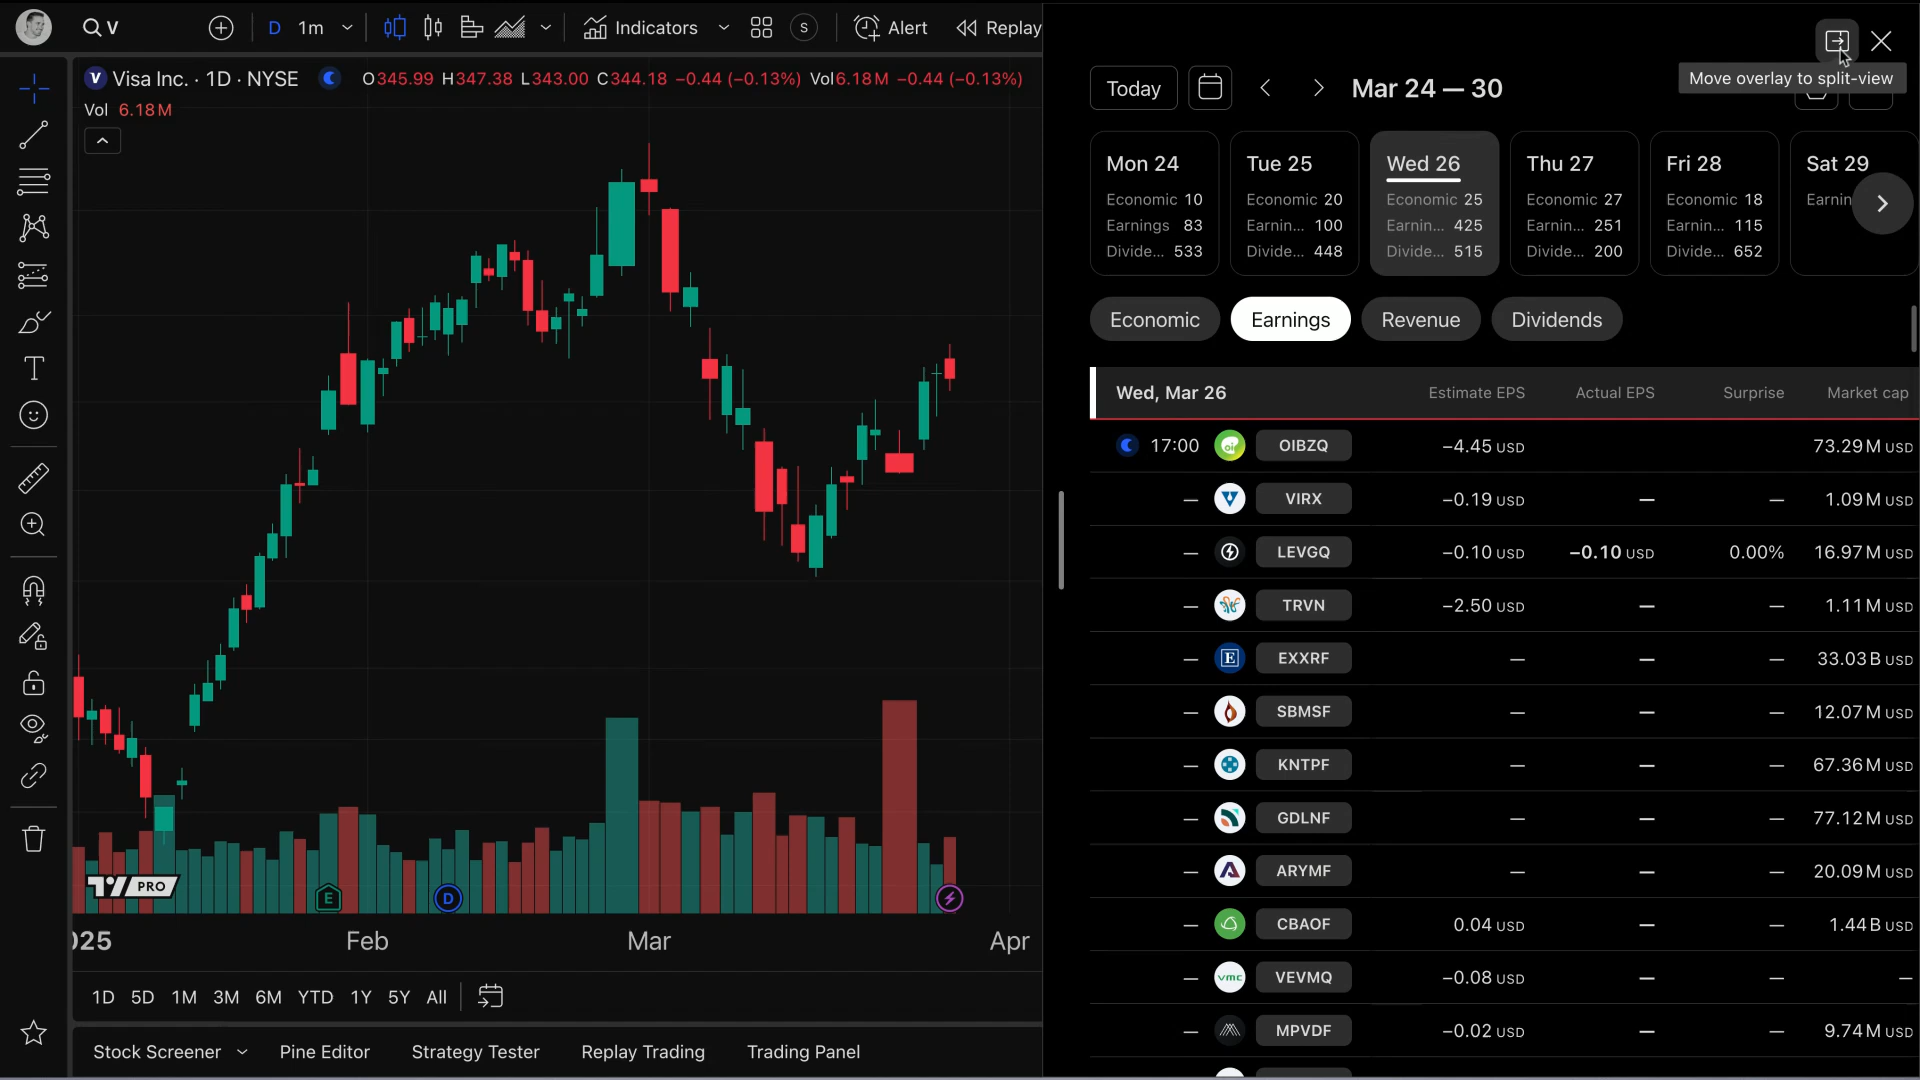 V
D 1m
Indicators
S
Alert
Replay
V Visa Inc. · 1D · NYSE O345.99 H347.38 L343.00 C344.18 −0.44 (−0.13%) Vol6.18 M −0.44 (−0.13%)
Vol 6.18 M
PRO
E
D
025 Feb Mar Apr
1D 5D 1M 3M 6M YTD 1Y 5Y All
Stock Screener Pine Editor Strategy Tester Replay Trading Trading Panel
Move overlay to split-view
Today Mar 24 — 30
Mon 24
Economic 10
Earnings 83
Divide... 533
Tue 25
Economic 20
Earnin... 100
Divide... 448
Wed 26
Economic 25
Earnin... 425
Divide... 515
Thu 27
Economic 27
Earnin... 251
Divide... 200
Fri 28
Economic 18
Earnin... 115
Divide... 652
Sat 29
Earnin
Economic Earnings Revenue Dividends
Wed, Mar 26 Estimate EPS Actual EPS Surprise Market cap
17:00 oi OIBZQ −4.45 USD 73.29 M USD
— VIRX −0.19 USD — — 1.09 M USD
— LEVGQ −0.10 USD −0.10 USD 0.00% 16.97 M USD
— TRVN −2.50 USD — — 1.11 M USD
— E EXXRF — — — 33.03 B USD
— SBMSF — — — 12.07 M USD
— KNTPF — — — 67.36 M USD
— GDLNF — — — 77.12 M USD
— ARYMF — — — 20.09 M USD
— CBAOF 0.04 USD — — 1.44 B USD
— vmc VEVMQ −0.08 USD — — —
— MPVDF −0.02 USD — — 9.74 M USD